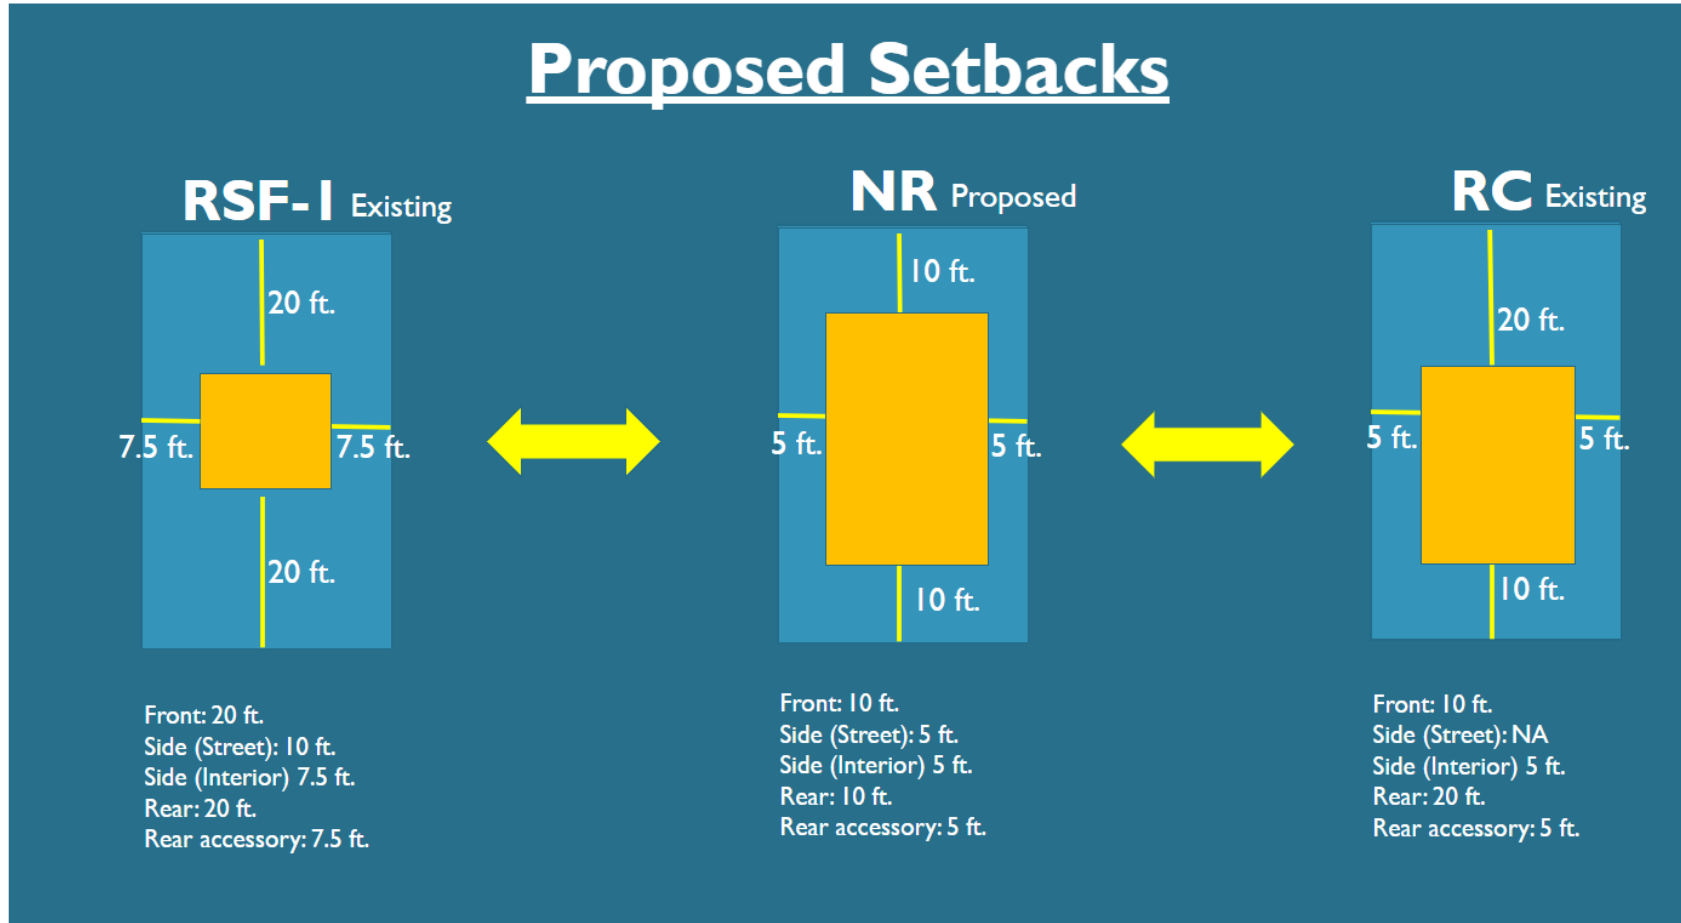 Proposed Setbacks
RSF-1 Existing
20 ft.
7.5 ft.
7.5 ft.
20 ft.
Front: 20 ft.
Side (Street): 10 ft.
Side (Interior) 7.5 ft.
Rear: 20 ft.
Rear accessory: 7.5 ft.
NR Proposed
10 ft.
5 ft.
5 ft.
10 ft.
Front: 10 ft.
Side (Street): 5 ft.
Side (Interior) 5 ft.
Rear: 10 ft.
Rear accessory: 5 ft.
RC Existing
20 ft.
5 ft.
5 ft.
10 ft.
Front: 10 ft.
Side (Street): NA
Side (Interior) 5 ft.
Rear: 20 ft.
Rear accessory: 5 ft.